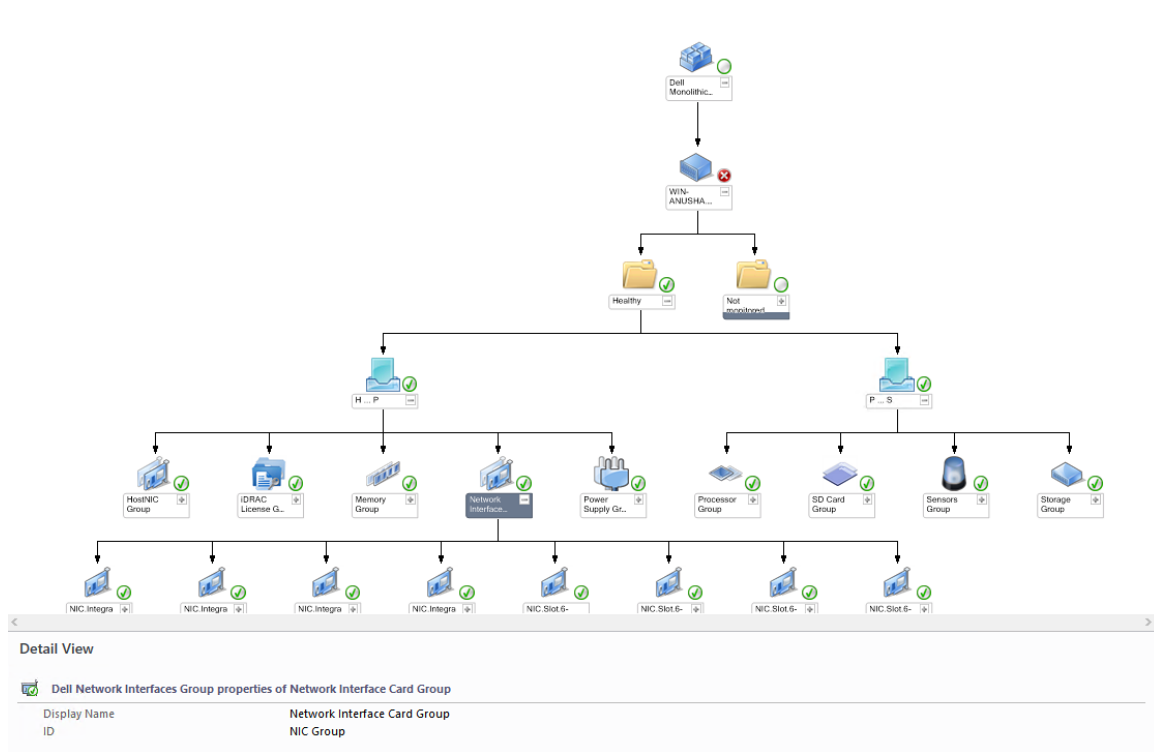 Dell
Monolithic...
WIN-
ANUSHA...
Healthy
Not
monitored
H ... P
P ... S
HostNIC
Group
iDRAC
License G...
Memory
Group
Network
Interface...
Power
Supply Gr...
Processor
Group
SD Card
Group
Sensors
Group
Storage
Group
NIC.Integra
NIC.Integra
NIC.Integra
NIC.Integra
NIC.Slot.6-
NIC.Slot.6-
NIC.Slot.6-
NIC.Slot.6-
Detail View
Dell Network Interfaces Group properties of Network Interface Card Group
Display Name Network Interface Card Group
ID NIC Group